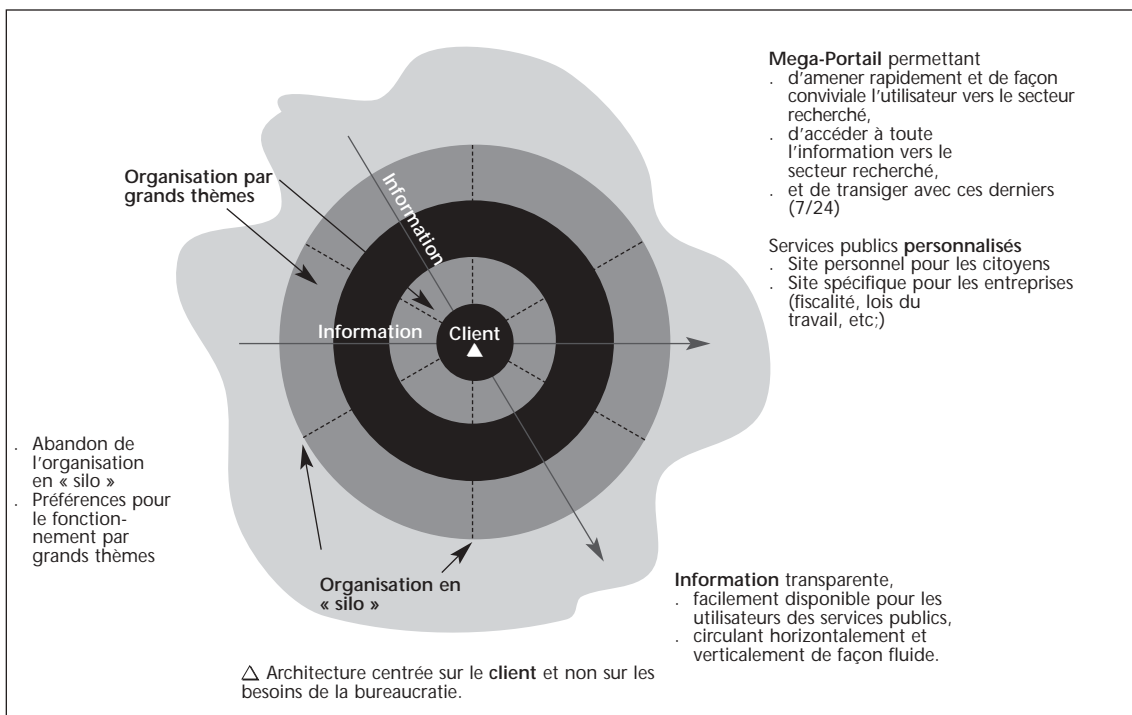 Mega-Portail permettant
. d'amener rapidement et de façon
conviviale l'utilisateur vers le secteur
recherché,
. d'accéder à toute
l'information vers le
secteur recherché,
. et de transiger avec ces derniers
(7/24)
Services publics personnalisés
. Site personnel pour les citoyens
. Site spécifique pour les entreprises
(fiscalité, lois du
travail, etc;)
Organisation par
grands thèmes
Information
Information
Client
. Abandon de
l'organisation
en « silo »
. Préférences pour
le fonction-
nement par
grands thèmes
Organisation en
« silo »
Information transparente,
. facilement disponible pour les
utilisateurs des services publics,
. circulant horizontalement et
verticalement de façon fluide.
△ Architecture centrée sur le client et non sur les
besoins de la bureaucratie.